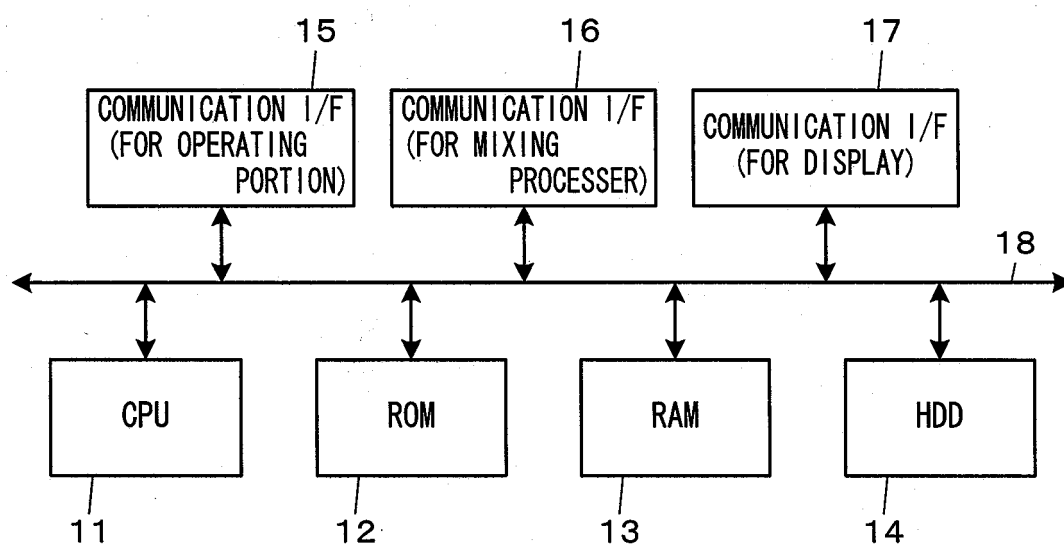 15
16
17
COMMUNICATION I/F
(FOR OPERATING
PORTION)
COMMUNICATION I/F
(FOR MIXING
PROCESSER)
COMMUNICATION I/F
(FOR DISPLAY)
18
CPU
ROM
RAM
HDD
11
12
13
14